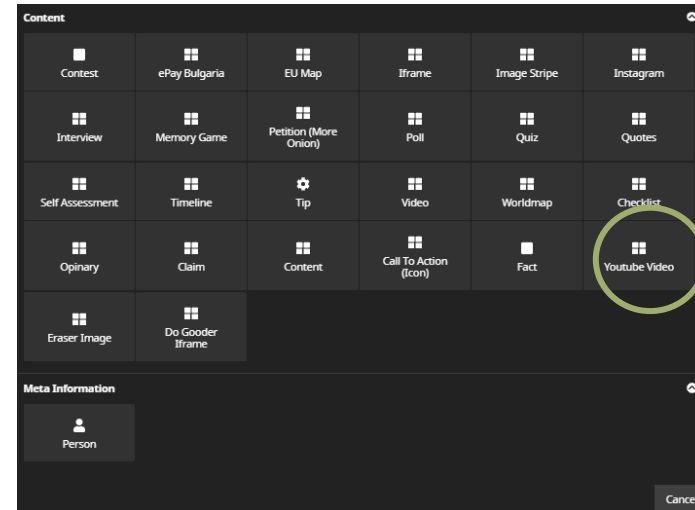 Content
Contest
ePay Bulgaria
EU Map
Iframe
Image Stripe
Instagram
Interview
Memory Game
Petition (More
Onion)
Poll
Quiz
Quotes
Self Assessment
Timeline
Tip
Video
Worldmap
Checklist
Opinary
Claim
Content
Call To Action
(Icon)
Fact
Youtube Video
Eraser Image
Do Gooder
Iframe
Meta Information
Person
Cance